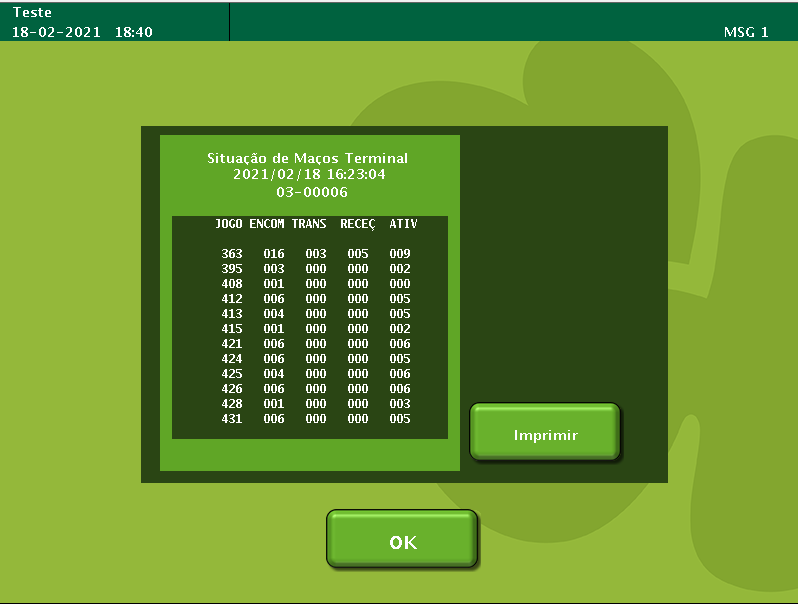 Teste
18-02-2021 18:40
MSG 1
Situação de Maços Terminal
2021/02/18 16:23:04
03-00006
JOGO ENCOM TRANS RECEÇ ATIV
363 016 003 005 009
395 003 000 000 002
408 001 000 000 000
412 006 000 000 005
413 004 000 000 005
415 001 000 000 002
421 006 000 000 006
424 006 000 000 005
425 004 000 000 006
426 006 000 000 006
428 001 000 000 003
431 006 000 000 005
Imprimir
OK